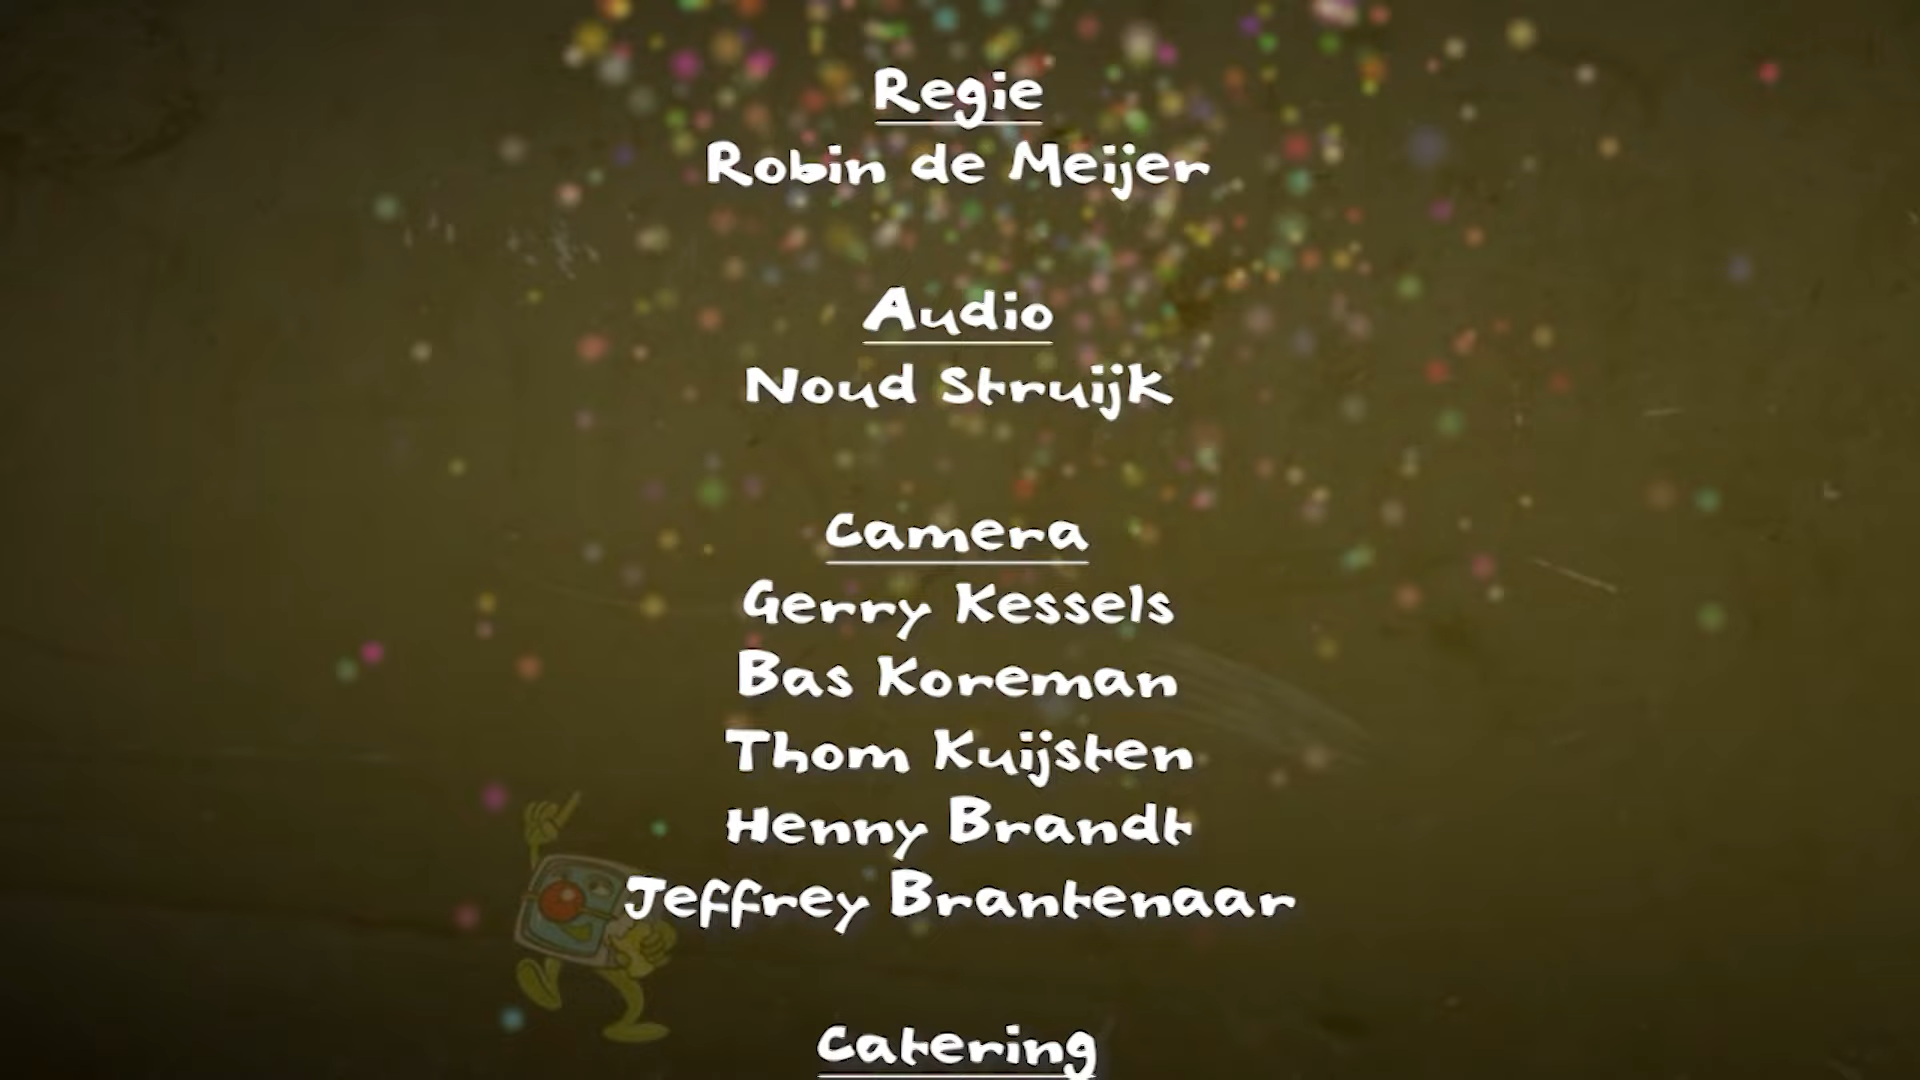 Regie
Robin de Meijer
Audio
Noud Struijk
Camera
Gerry Kessels
Bas Koreman
Thom Kuijsten
Henny Brandt
Jeffrey Brantenaar
Catering